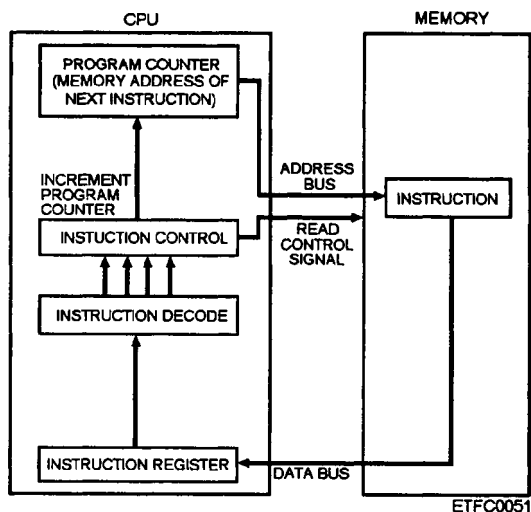 CPU
MEMORY
PROGRAM COUNTER
(MEMORY ADDRESS OF
NEXT INSTRUCTION)
ADDRESS
BUS
INCREMENT
PROGRAM
COUNTER
INSTRUCTION
INSTUCTION CONTROL
READ
CONTROL
SIGNAL
INSTRUCTION DECODE
INSTRUCTION REGISTER
DATA BUS
ETFC0051